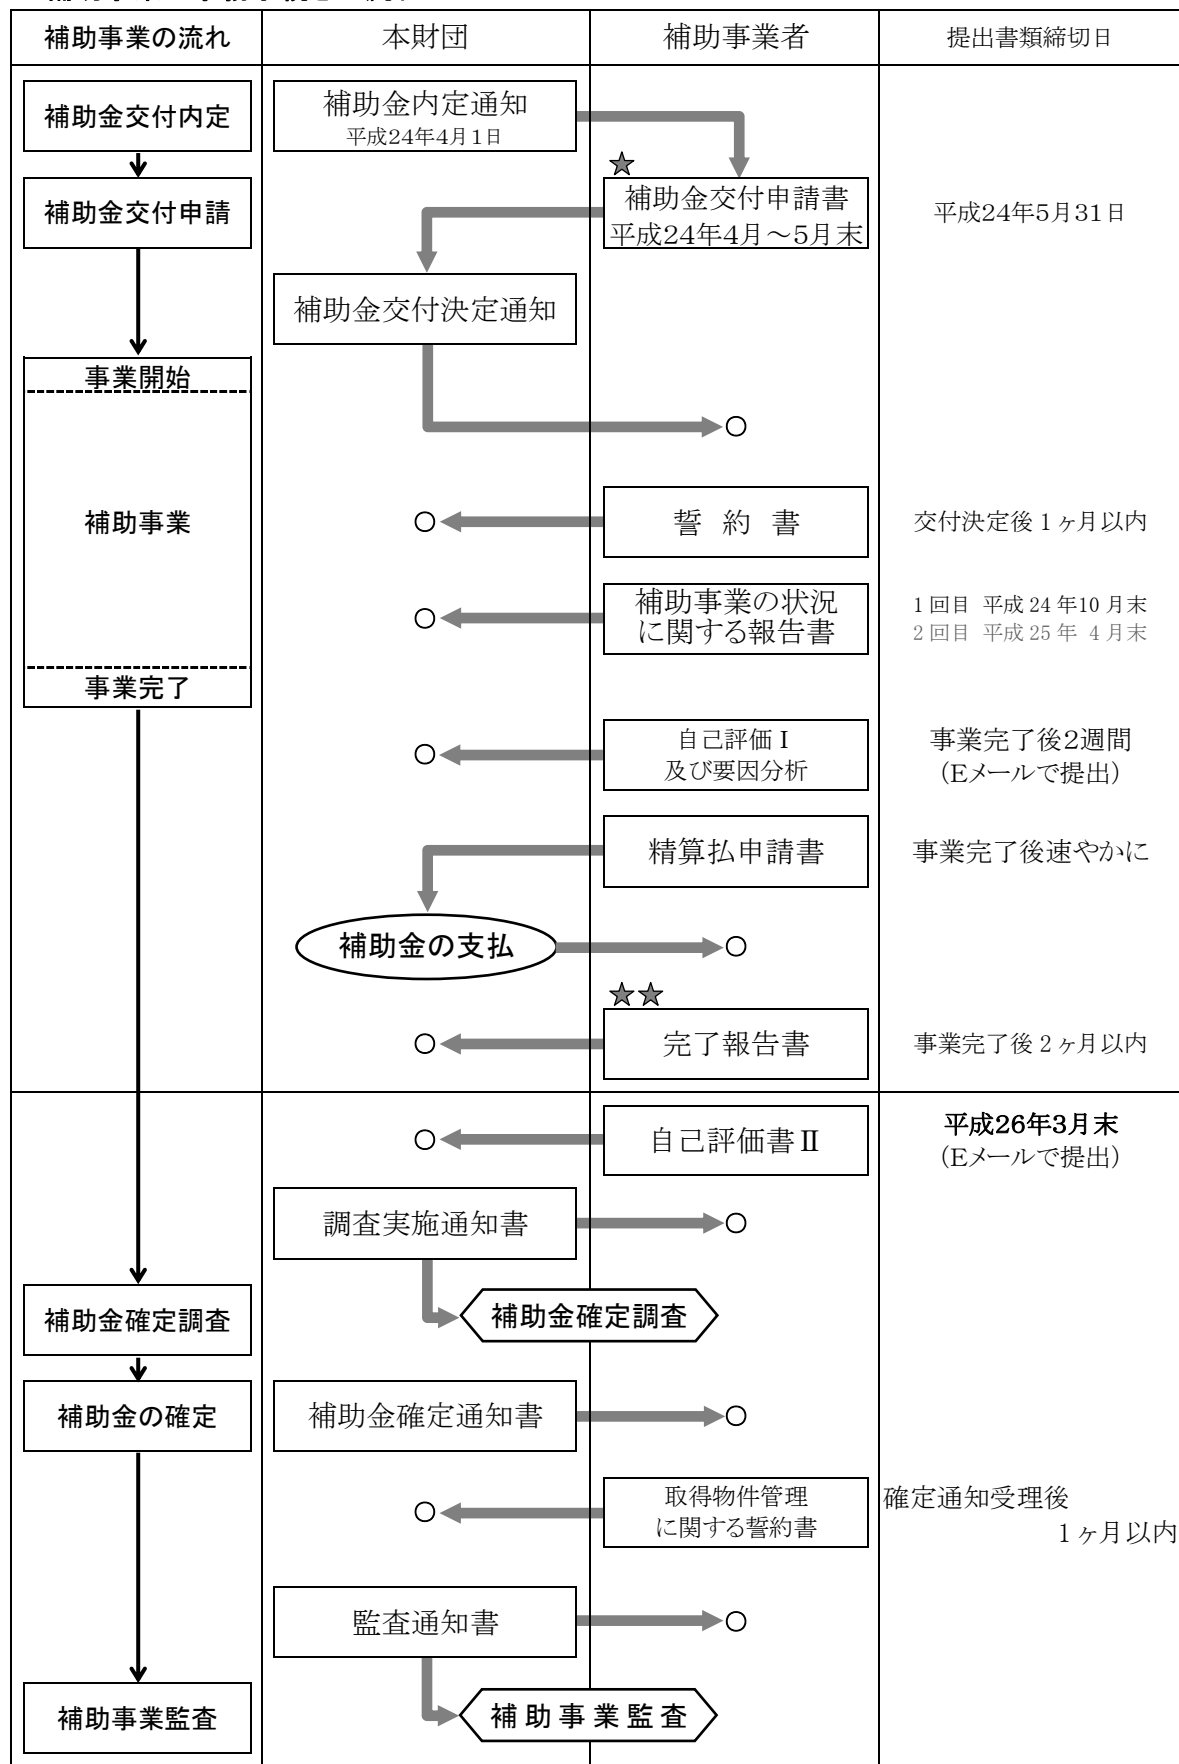 補助事業の流れ
本財団
補助事業者
提出書類締切日
補助金交付内定
補助金内定通知
平成24年4月1日
★
補助金交付申請
補助金交付申請書
平成24年4月～5月末
平成24年5月31日
補助金交付決定通知
事業開始
補助事業
誓 約 書
交付決定後1ヶ月以内
補助事業の状況
に関する報告書
1回目 平成24年10月末
2回目 平成25年 4月末
事業完了
自己評価Ⅰ
及び要因分析
事業完了後2週間
(Eメールで提出)
精算払申請書
事業完了後速やかに
補助金の支払
★★
完了報告書
事業完了後2ヶ月以内
自己評価書Ⅱ
平成26年3月末
(Eメールで提出)
調査実施通知書
補助金確定調査
補助金確定調査
補助金の確定
補助金確定通知書
取得物件管理
に関する誓約書
確定通知受理後
1ヶ月以内
監査通知書
補助事業監査
補助事業監査